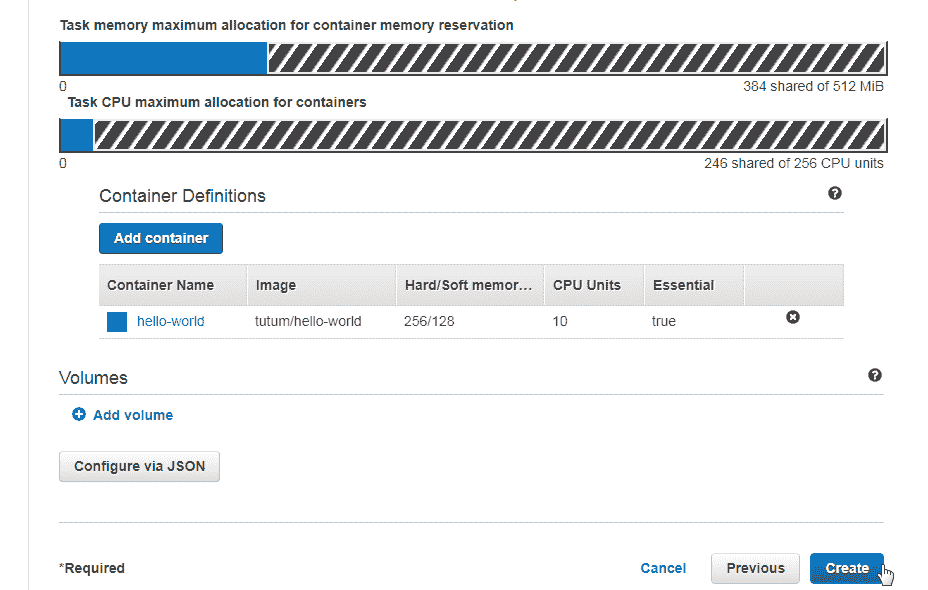 Task memory maximum allocation for container memory reservation
0
384 shared of 512 MiB
Task CPU maximum allocation for containers
0
246 shared of 256 CPU units
Container Definitions
Add container
Container Name Image Hard/Soft memor... CPU Units Essential
hello-world tutum/hello-world 256/128 10 true
Volumes
Add volume
Configure via JSON
*Required Cancel Previous Create